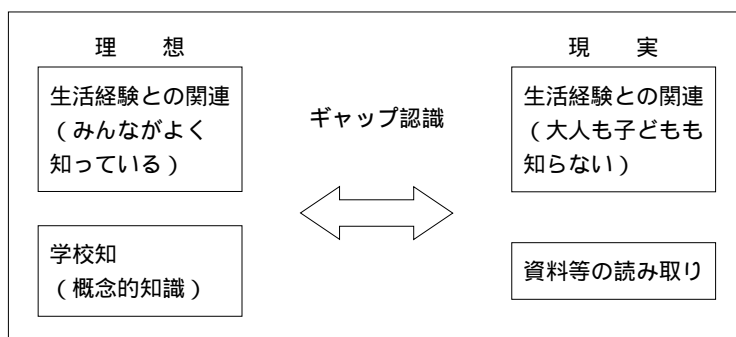 理　　想
生活経験との関連
（みんながよく
知っている）
学校知
（概念的知識）
ギャップ認識
現　　実
生活経験との関連
（大人も子どもも
知らない）
資料等の読み取り